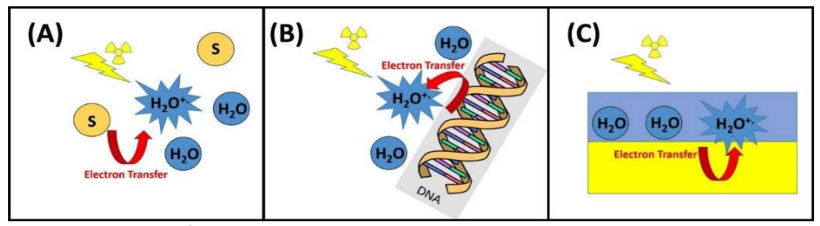 (A)
S
H₂O⁺·
H₂O
S
H₂O
Electron Transfer
(B)
H₂O
Electron Transfer
H₂O⁺·
H₂O
DNA
(C)
H₂O
H₂O
H₂O⁺·
Electron Transfer